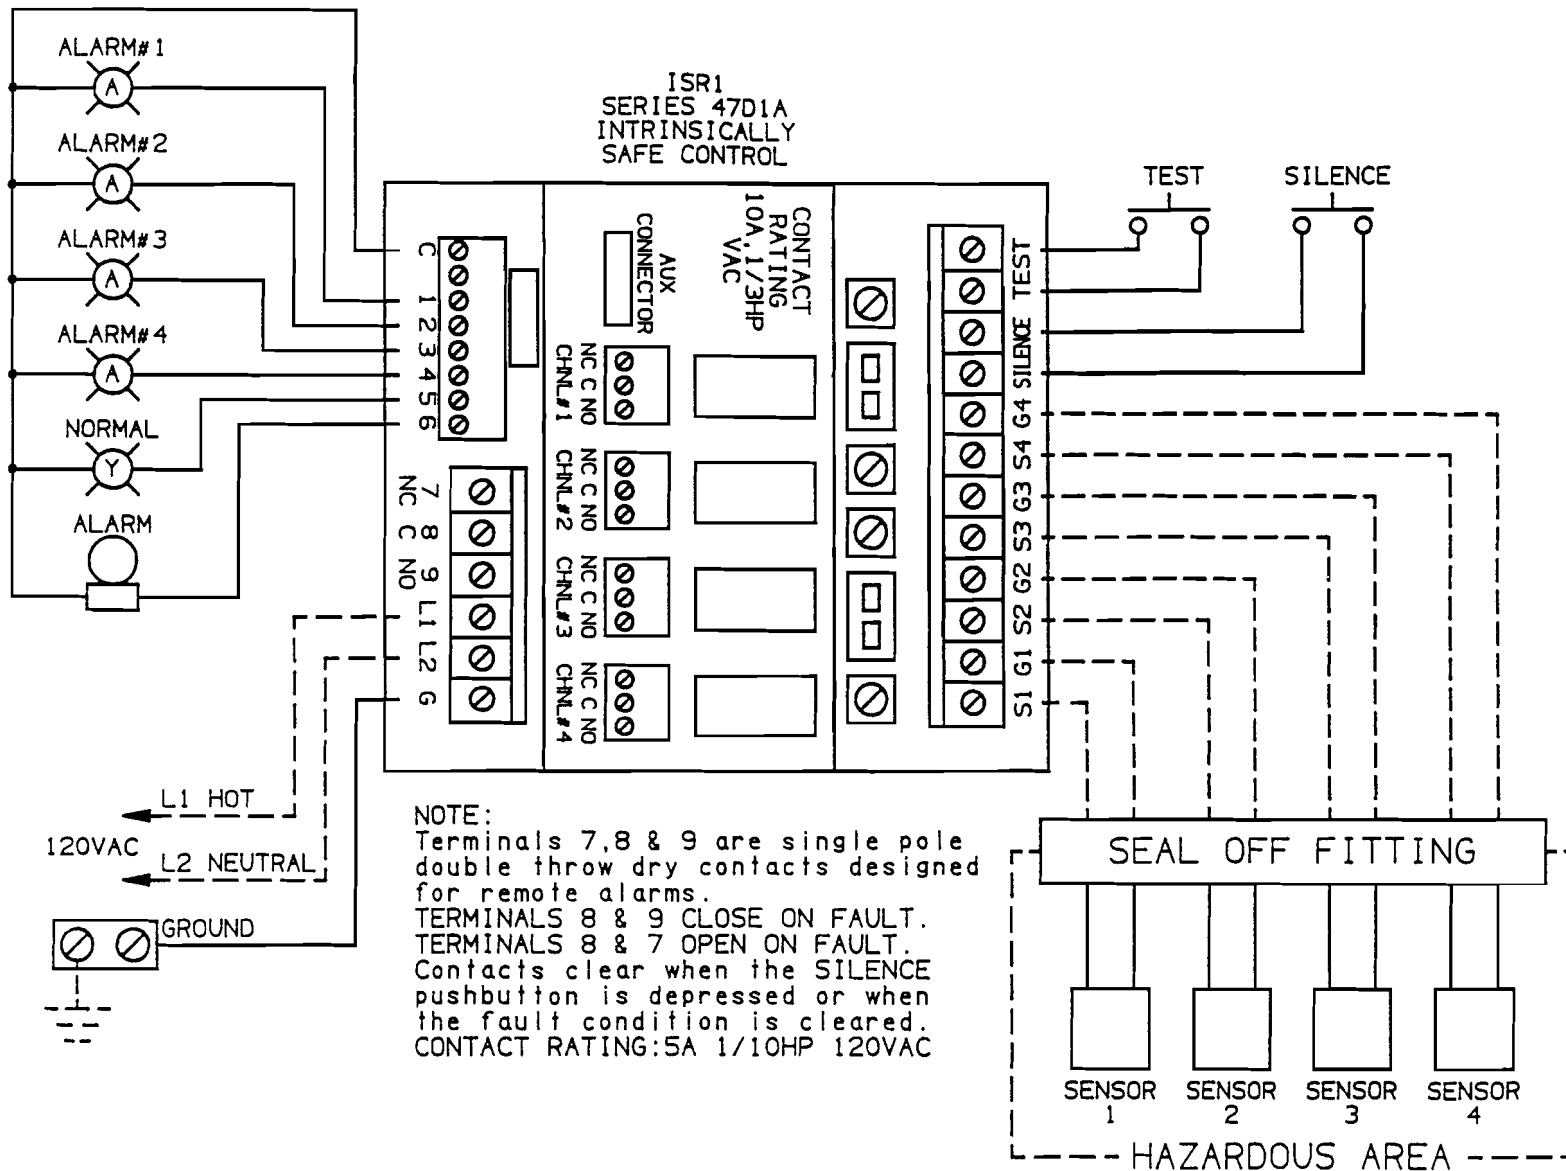 ALARM#1
A
ALARM#2
A
ALARM#3
A
ALARM#4
A
NORMAL
Y
ALARM
ISR1
SERIES 47D1A
INTRINSICALLY
SAFE CONTROL
C
1
2
3
4
5
6
7
NC
8
C
9
NO
L1
L2
G
AUX
CONNECTOR
CONTACT
RATING
10A,1/3HP
VAC
NC C NO
CHNL#1
NC C NO
CHNL#2
NC C NO
CHNL#3
NC C NO
CHNL#4
TEST
TEST
SILENCE
SILENCE
G4
S4
G3
S3
G2
S2
G1
S1
TEST
SILENCE
L1 HOT
120VAC
L2 NEUTRAL
GROUND
NOTE:
Terminals 7,8 & 9 are single pole
double throw dry contacts designed
for remote alarms.
TERMINALS 8 & 9 CLOSE ON FAULT.
TERMINALS 8 & 7 OPEN ON FAULT.
Contacts clear when the SILENCE
pushbutton is depressed or when
the fault condition is cleared.
CONTACT RATING:5A 1/10HP 120VAC
SEAL OFF FITTING
SENSOR
1
SENSOR
2
SENSOR
3
SENSOR
4
HAZARDOUS AREA